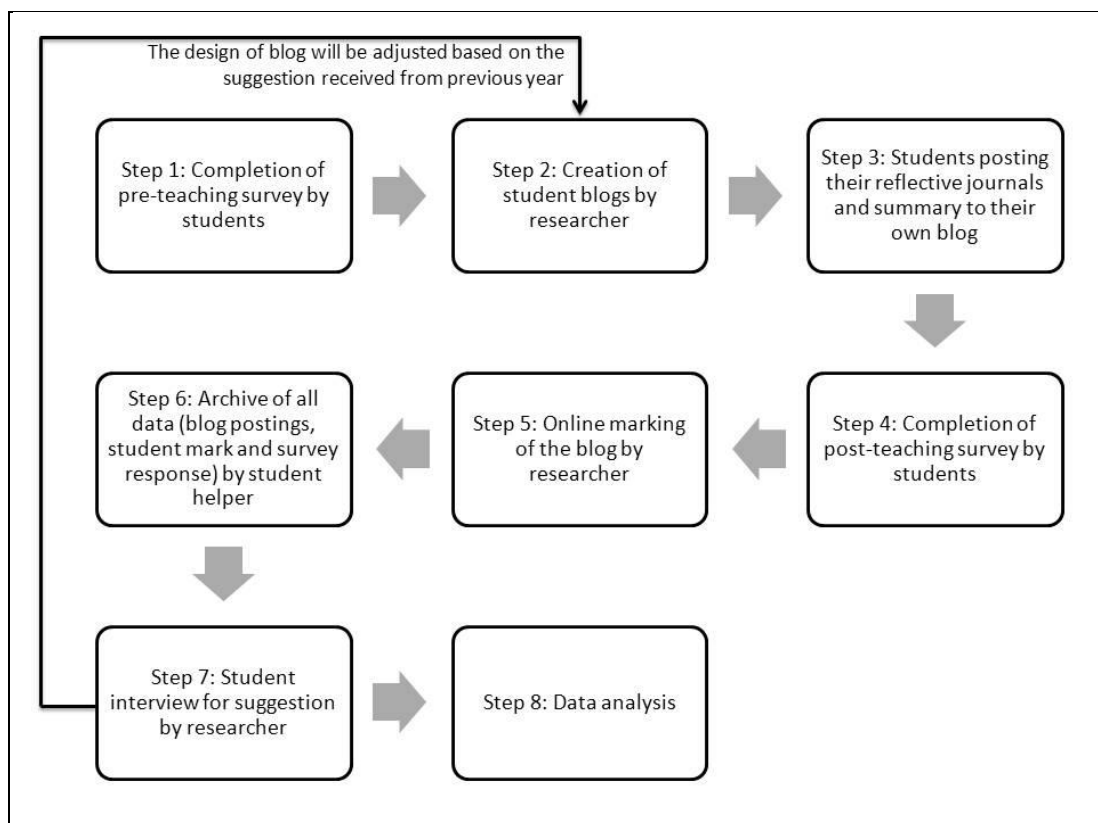 The design of blog will be adjusted based on the
suggestion received from previous year
Step 1: Completion of
pre-teaching survey by
students
Step 2: Creation of
student blogs by
researcher
Step 3: Students posting
their reflective journals
and summary to their
own blog
Step 4: Completion of
post-teaching survey by
students
Step 5: Online marking
of the blog by
researcher
Step 6: Archive of all
data (blog postings,
student mark and survey
response) by student
helper
Step 7: Student
interview for suggestion
by researcher
Step 8: Data analysis